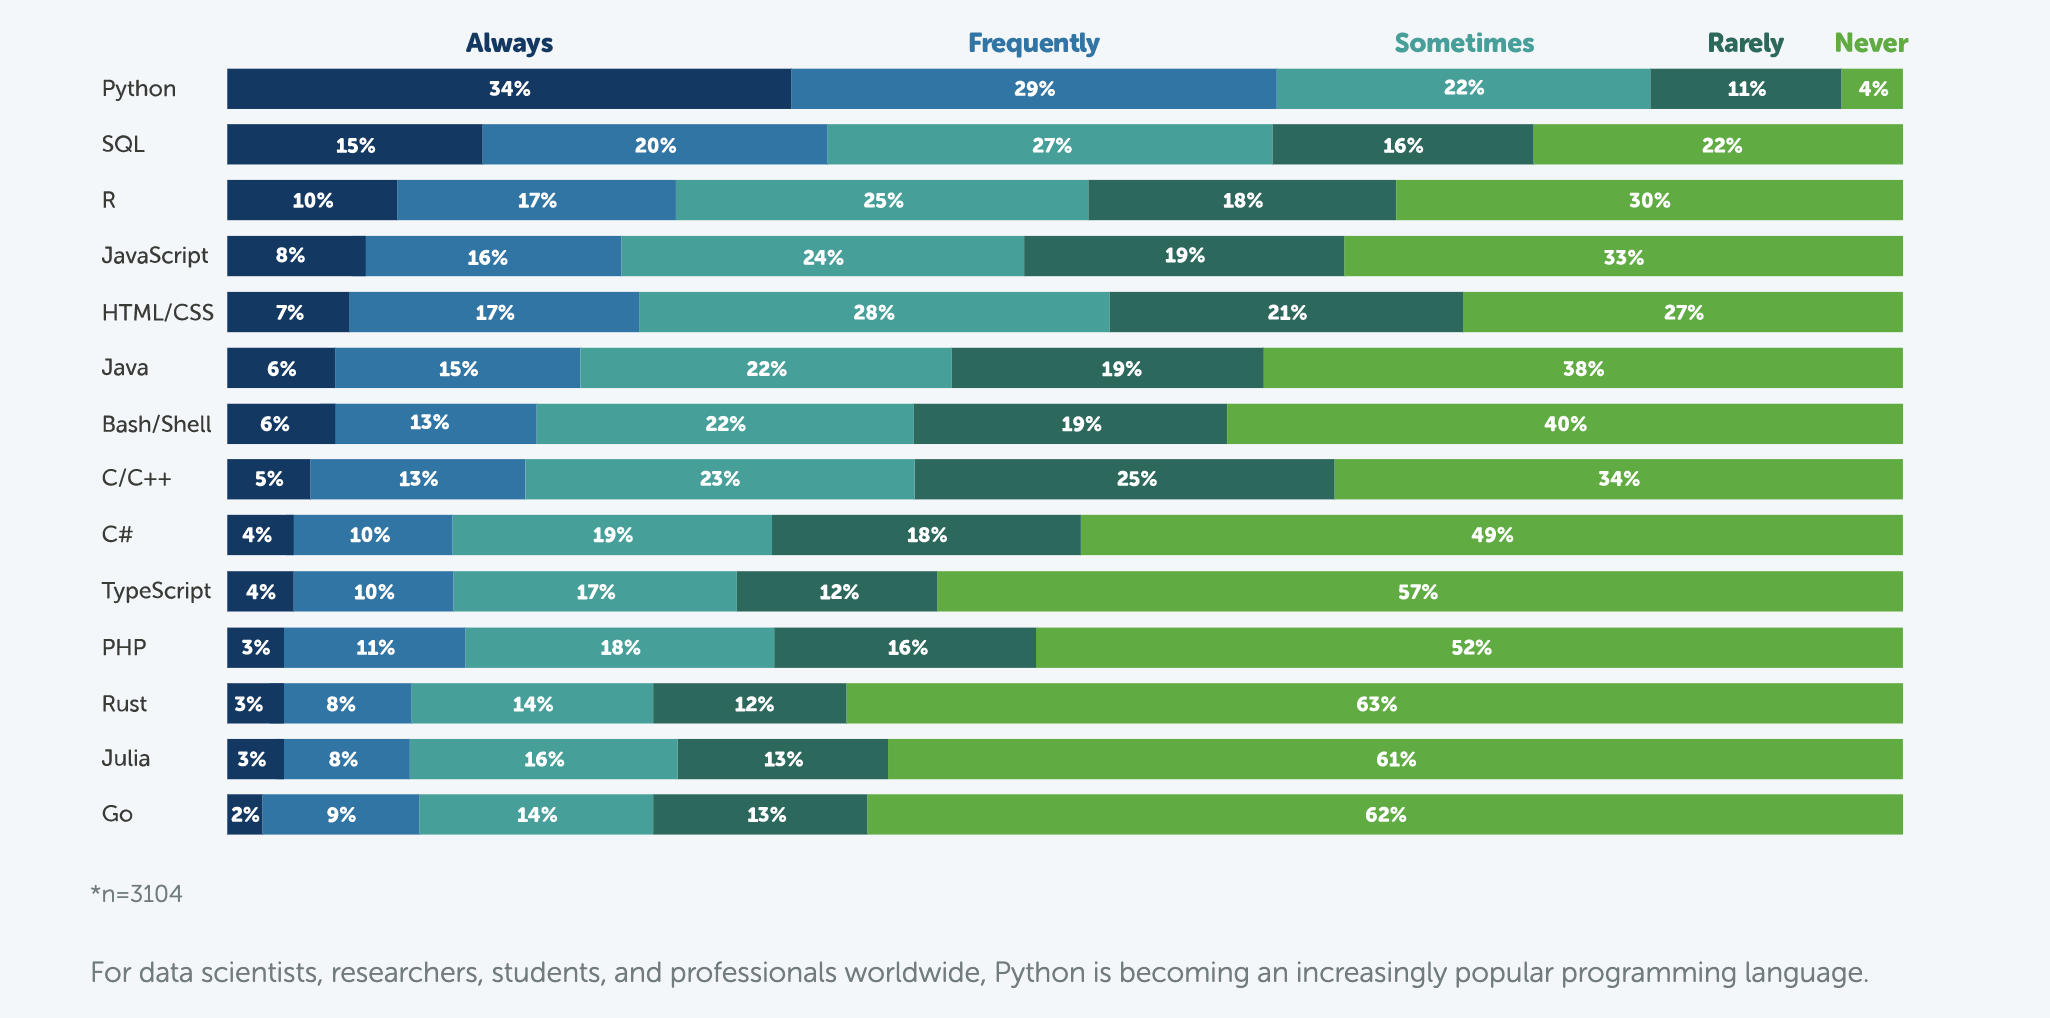 Always Frequently Sometimes Rarely Never
Python 34% 29% 22% 11% 4%
SQL 15% 20% 27% 16% 22%
R 10% 17% 25% 18% 30%
JavaScript 8% 16% 24% 19% 33%
HTML/CSS 7% 17% 28% 21% 27%
Java 6% 15% 22% 19% 38%
Bash/Shell 6% 13% 22% 19% 40%
C/C++ 5% 13% 23% 25% 34%
C# 4% 10% 19% 18% 49%
TypeScript 4% 10% 17% 12% 57%
PHP 3% 11% 18% 16% 52%
Rust 3% 8% 14% 12% 63%
Julia 3% 8% 16% 13% 61%
Go 2% 9% 14% 13% 62%
*n=3104
For data scientists, researchers, students, and professionals worldwide, Python is becoming an increasingly popular programming language.